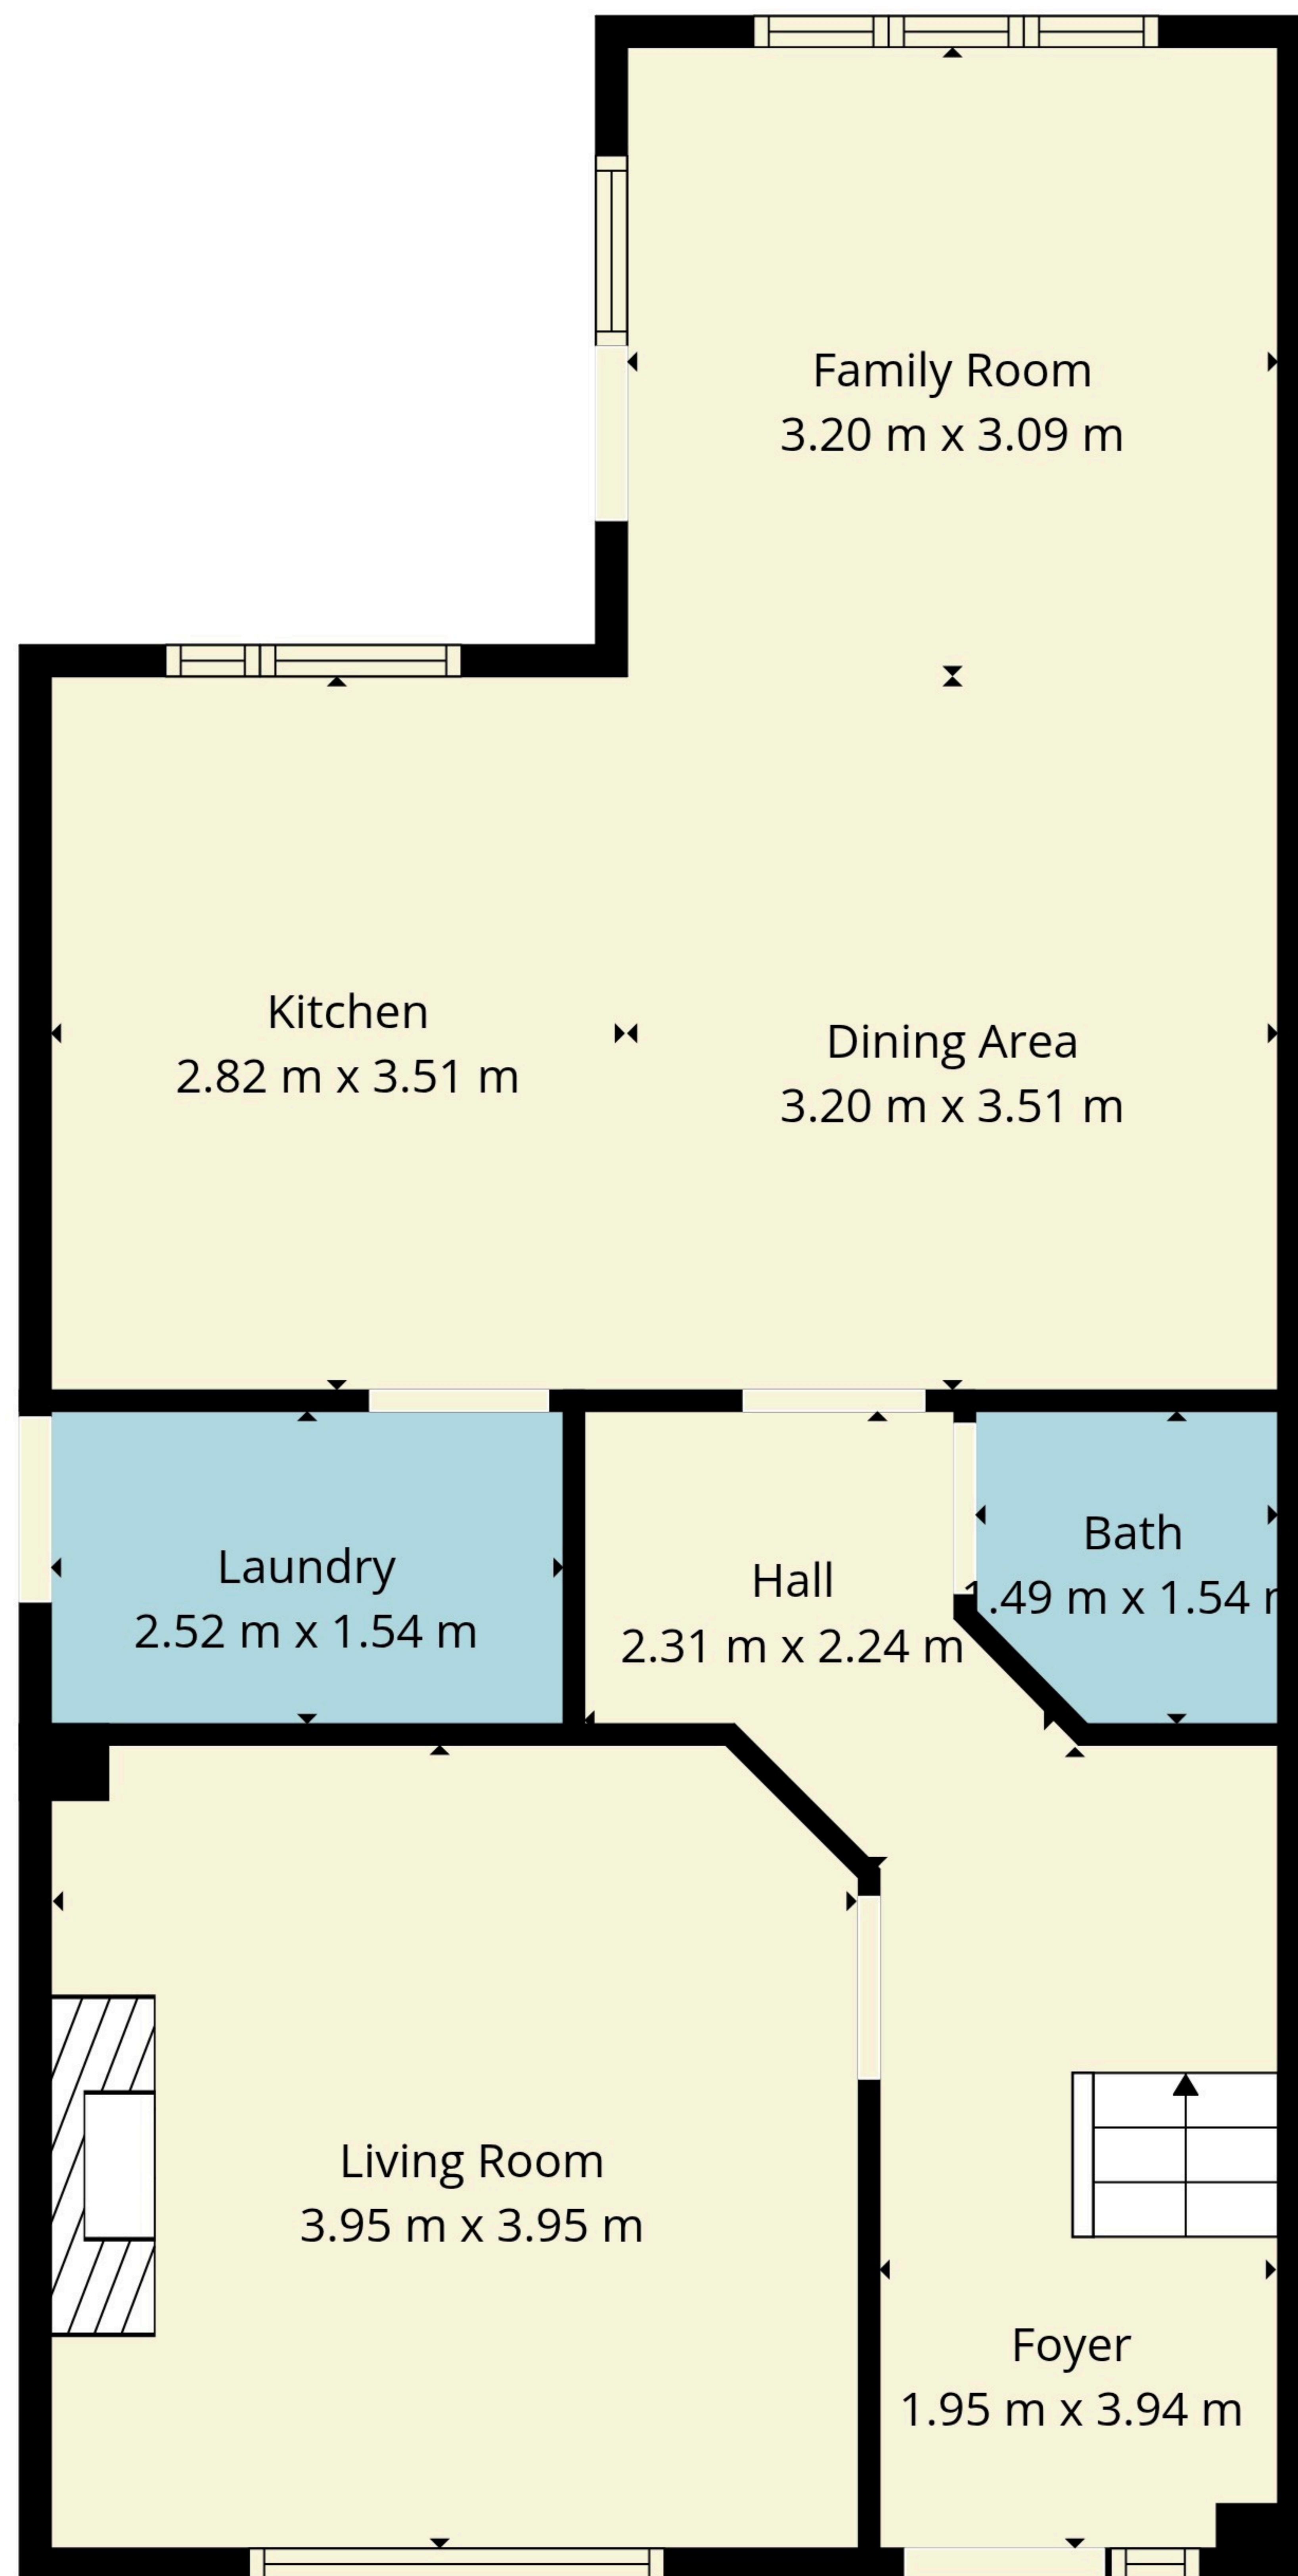 Family Room
3.20 m x 3.09 m
Kitchen
2.82 m x 3.51 m
Dining Area
3.20 m x 3.51 m
Laundry
2.52 m x 1.54 m
Hall
2.31 m x 2.24 m
Bath
1.49 m x 1.54 m
Living Room
3.95 m x 3.95 m
Foyer
1.95 m x 3.94 m